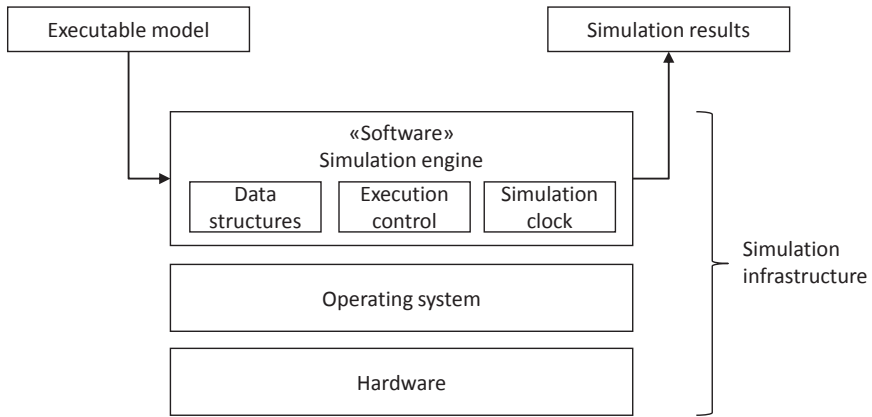 Executable model
Simulation results
«Software»
Simulation engine
Data
structures
Execution
control
Simulation
clock
Simulation
infrastructure
Operating system
Hardware